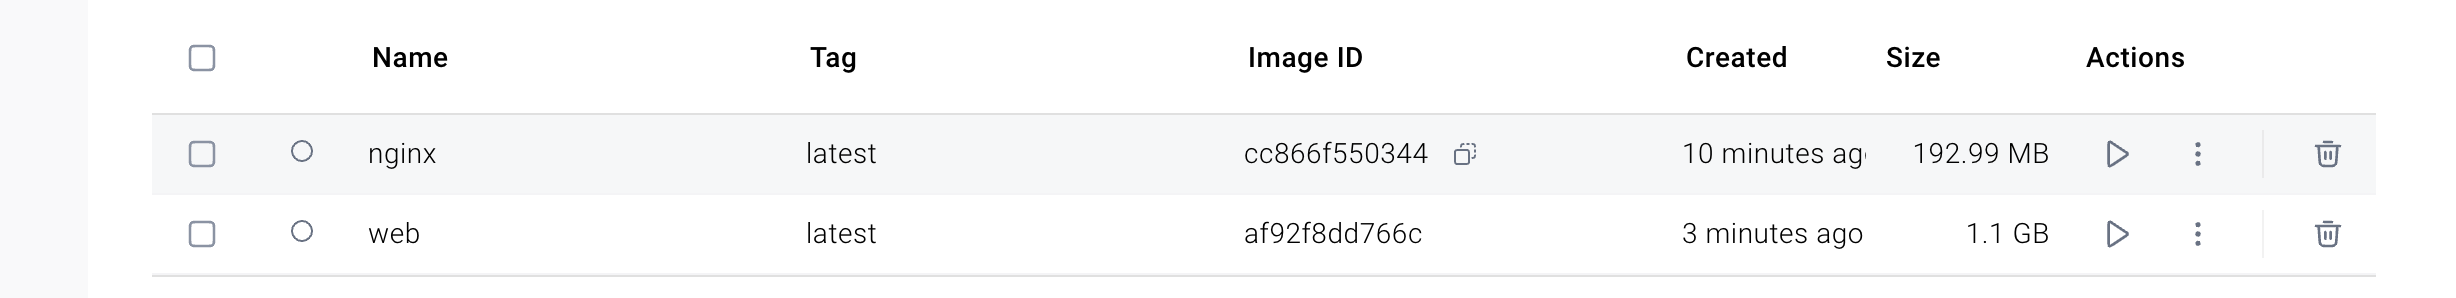 Name Tag Image ID Created Size Actions
nginx latest cc866f550344 10 minutes ago 192.99 MB
web latest af92f8dd766c 3 minutes ago 1.1 GB